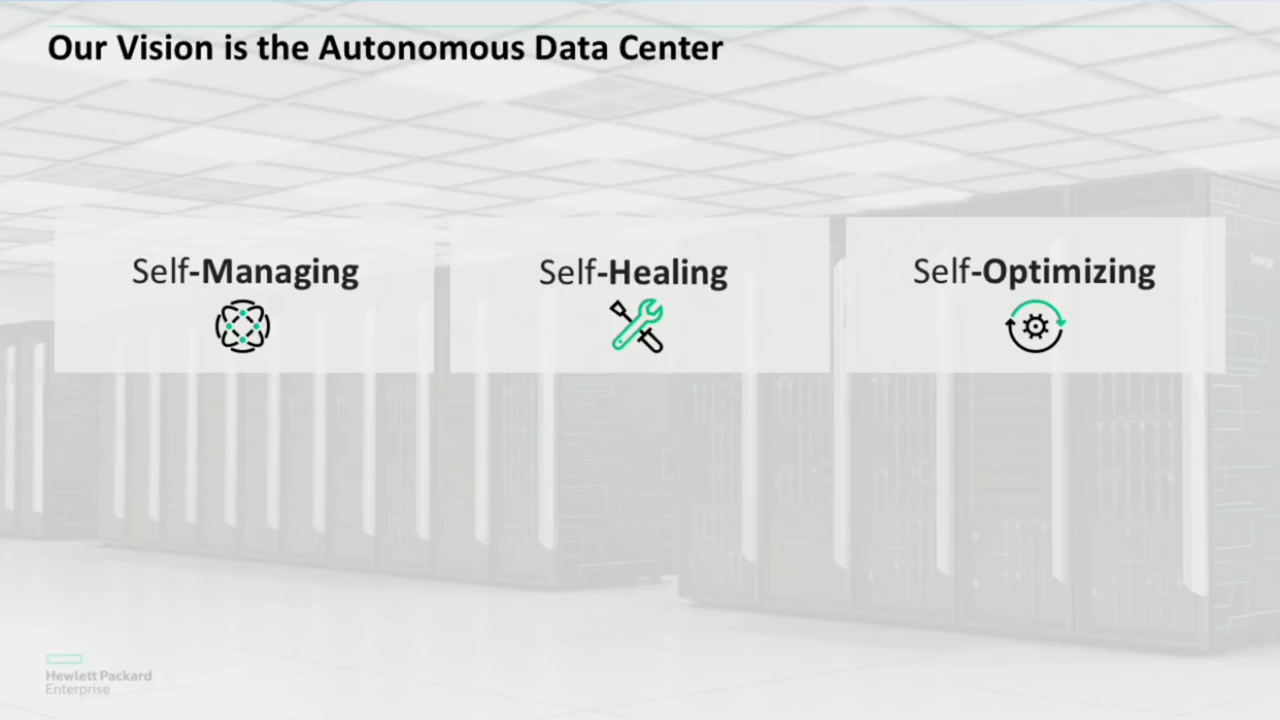 Our Vision is the Autonomous Data Center
Self-Managing
Self-Healing
Self-Optimizing
Hewlett Packard
Enterprise